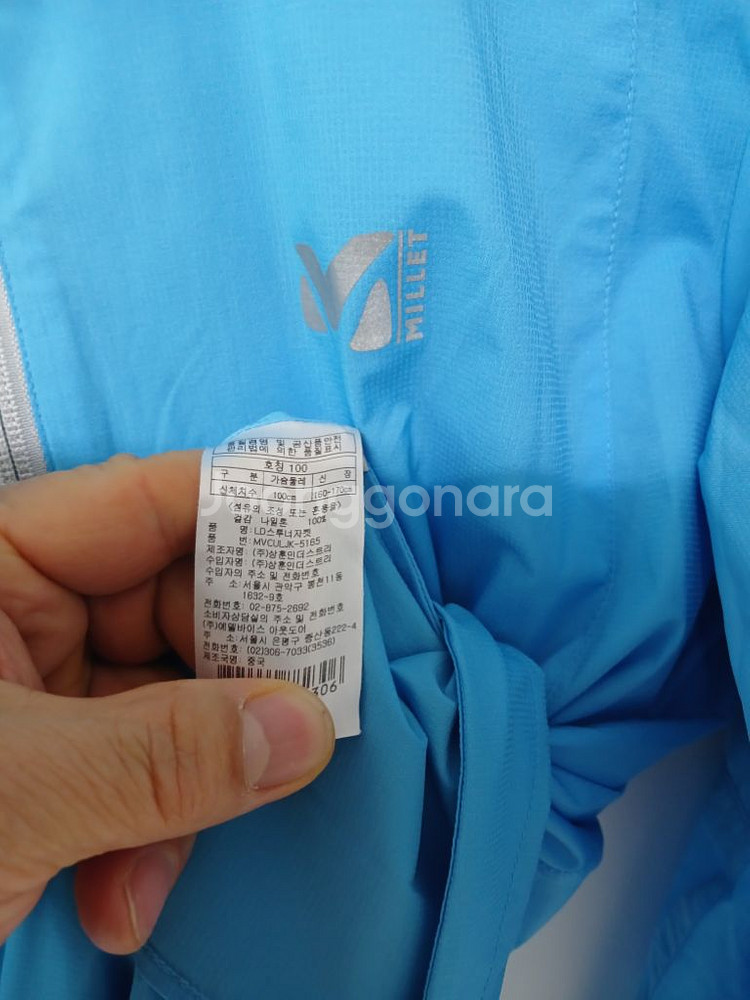 MILLET
품질경영 및 공산품안전
관리법에 의한 품질표시
호칭 100
구 분 가슴둘레 신 장
신체치수 100cm 160-170cm
(섬유의 조성 또는 혼용율)
겉감 나일론 100%
품 명: LD스투너자켓
품 번: MVCULJK-5185
제조자명: (주)상훈인더스트리
수입자명: (주)상훈인더스트리
수입자의 주소 및 전화번호
주 소: 서울시 관악구 봉천11동
1632-9호
전화번호: 02-875-2692
소비자상담실의 주소 및 전화번호
(주)에델바이스 아웃도어
주 소: 서울시 은평구 증산동222-4
전화번호: (02)306-7033(3536)
제조국명: 중국
306